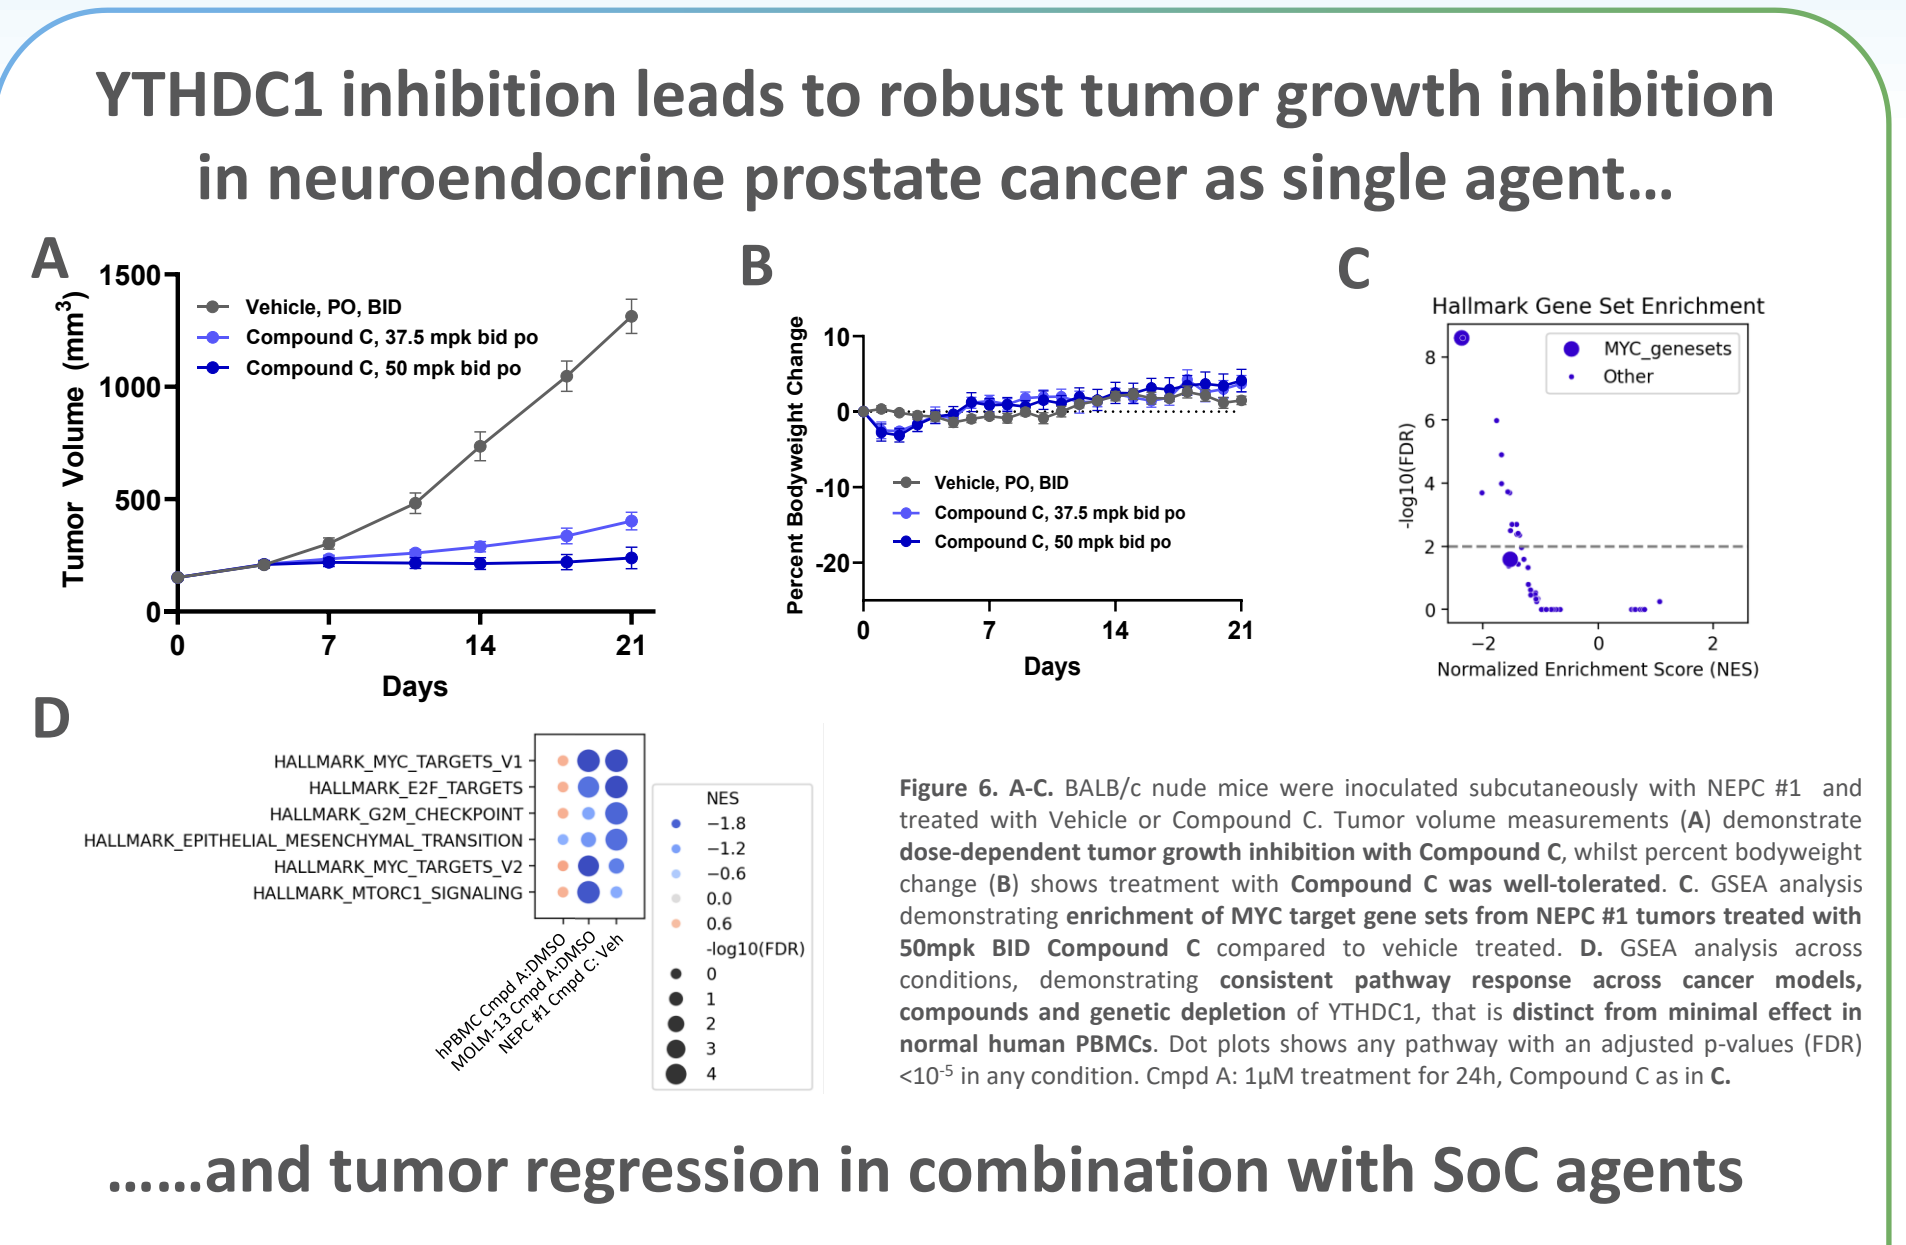 YTHDC1 inhibition leads to robust tumor growth inhibition
in neuroendocrine prostate cancer as single agent...
A
1500
1000
500
0
Tumor Volume (mm³)
Vehicle, PO, BID
Compound C, 37.5 mpk bid po
Compound C, 50 mpk bid po
0 7 14 21
Days
B
10
0
-10
-20
Percent Bodyweight Change
Vehicle, PO, BID
Compound C, 37.5 mpk bid po
Compound C, 50 mpk bid po
0 7 14 21
Days
C
Hallmark Gene Set Enrichment
MYC_genesets
Other
8
6
4
2
0
-log10(FDR)
−2 0 2
Normalized Enrichment Score (NES)
D
HALLMARK_MYC_TARGETS_V1
HALLMARK_E2F_TARGETS
HALLMARK_G2M_CHECKPOINT
HALLMARK_EPITHELIAL_MESENCHYMAL_TRANSITION
HALLMARK_MYC_TARGETS_V2
HALLMARK_MTORC1_SIGNALING
hPBMC Cmpd A:DMSO
MOLM-13 Cmpd A:DMSO
NEPC #1 Cmpd C: Veh
NES
−1.8
−1.2
−0.6
0.0
0.6
-log10(FDR)
0
1
2
3
4
Figure 6. A-C. BALB/c nude mice were inoculated subcutaneously with NEPC #1 and
treated with Vehicle or Compound C. Tumor volume measurements (A) demonstrate
dose-dependent tumor growth inhibition with Compound C, whilst percent bodyweight
change (B) shows treatment with Compound C was well-tolerated. C. GSEA analysis
demonstrating enrichment of MYC target gene sets from NEPC #1 tumors treated with
50mpk BID Compound C compared to vehicle treated. D. GSEA analysis across
conditions, demonstrating consistent pathway response across cancer models,
compounds and genetic depletion of YTHDC1, that is distinct from minimal effect in
normal human PBMCs. Dot plots shows any pathway with an adjusted p-values (FDR)
<10⁻⁵ in any condition. Cmpd A: 1µM treatment for 24h, Compound C as in C.
......and tumor regression in combination with SoC agents